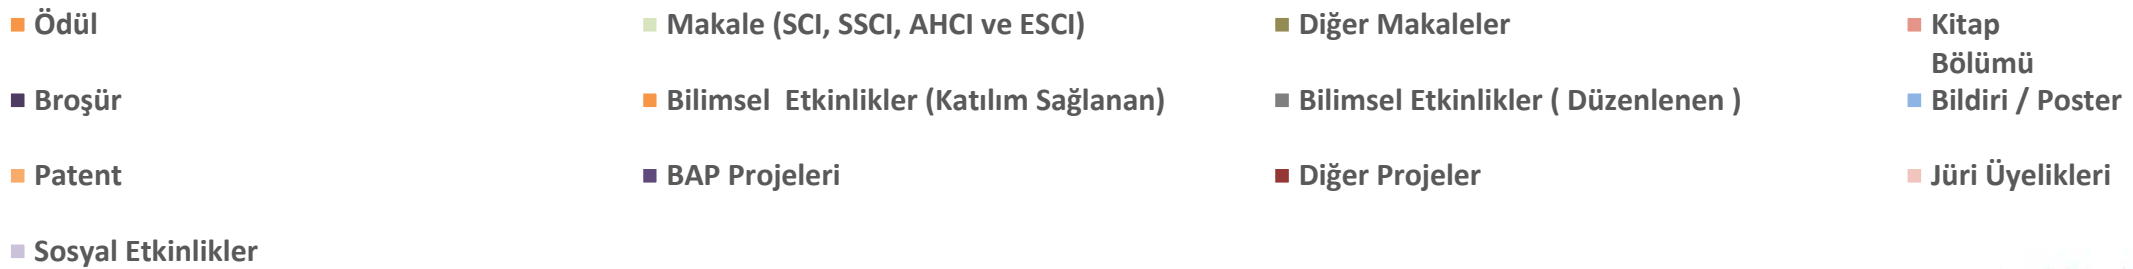 Ödül
Makale (SCI, SSCI, AHCI ve ESCI)
Diğer Makaleler
Kitap
Bölümü
Broşür
Bilimsel  Etkinlikler (Katılım Sağlanan)
Bilimsel Etkinlikler ( Düzenlenen )
Bildiri / Poster
Patent
BAP Projeleri
Diğer Projeler
Jüri Üyelikleri
Sosyal Etkinlikler